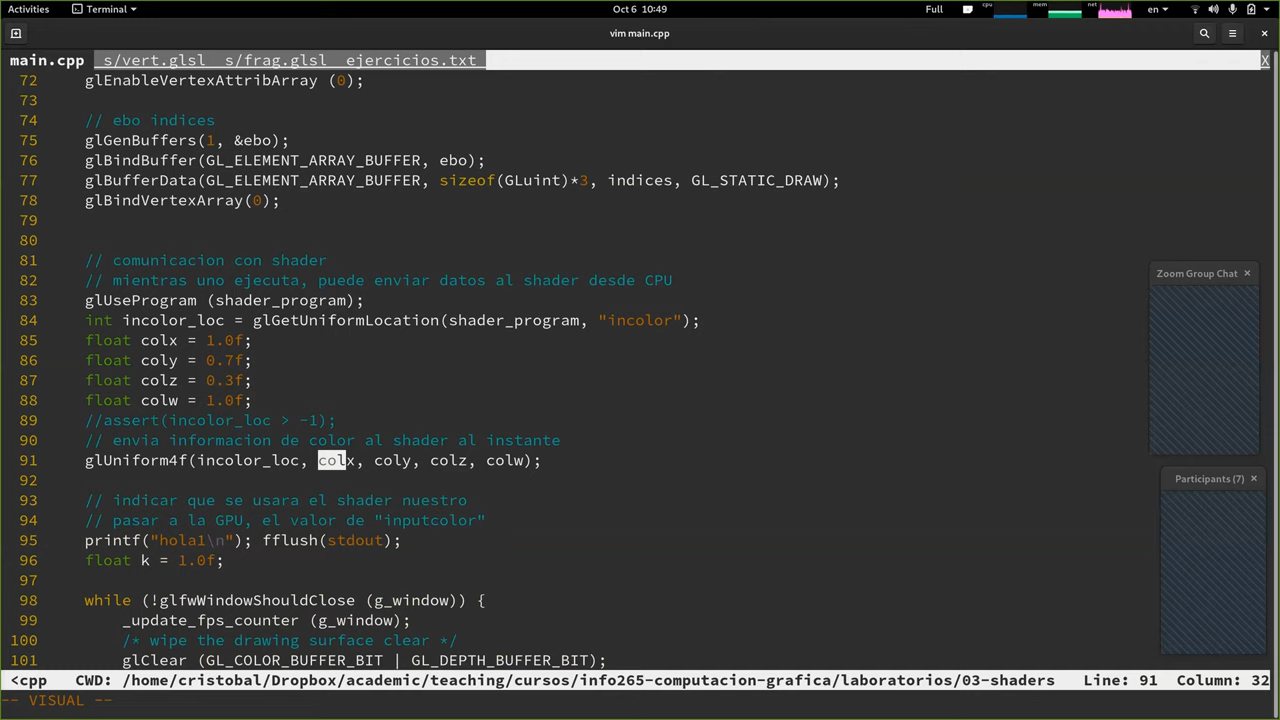 Activities Terminal Oct 6 10:49 Full cpu mem net en
vim main.cpp
main.cpp s/vert.glsl s/frag.glsl ejercicios.txt X
72 glEnableVertexAttribArray (0);
73
74 // ebo indices
75 glGenBuffers(1, &ebo);
76 glBindBuffer(GL_ELEMENT_ARRAY_BUFFER, ebo);
77 glBufferData(GL_ELEMENT_ARRAY_BUFFER, sizeof(GLuint)*3, indices, GL_STATIC_DRAW);
78 glBindVertexArray(0);
79
80
81 // comunicacion con shader
82 // mientras uno ejecuta, puede enviar datos al shader desde CPU
83 glUseProgram (shader_program);
84 int incolor_loc = glGetUniformLocation(shader_program, "incolor");
85 float colx = 1.0f;
86 float coly = 0.7f;
87 float colz = 0.3f;
88 float colw = 1.0f;
89 //assert(incolor_loc > -1);
90 // envia informacion de color al shader al instante
91 glUniform4f(incolor_loc, colx, coly, colz, colw);
92
93 // indicar que se usara el shader nuestro
94 // pasar a la GPU, el valor de "inputcolor"
95 printf("hola1\n"); fflush(stdout);
96 float k = 1.0f;
97
98 while (!glfwWindowShouldClose (g_window)) {
99 _update_fps_counter (g_window);
100 /* wipe the drawing surface clear */
101 glClear (GL_COLOR_BUFFER_BIT | GL_DEPTH_BUFFER_BIT);
<cpp CWD: /home/cristobal/Dropbox/academic/teaching/cursos/info265-computacion-grafica/laboratorios/03-shaders Line: 91 Column: 32
-- VISUAL --
Zoom Group Chat
Participants (7)